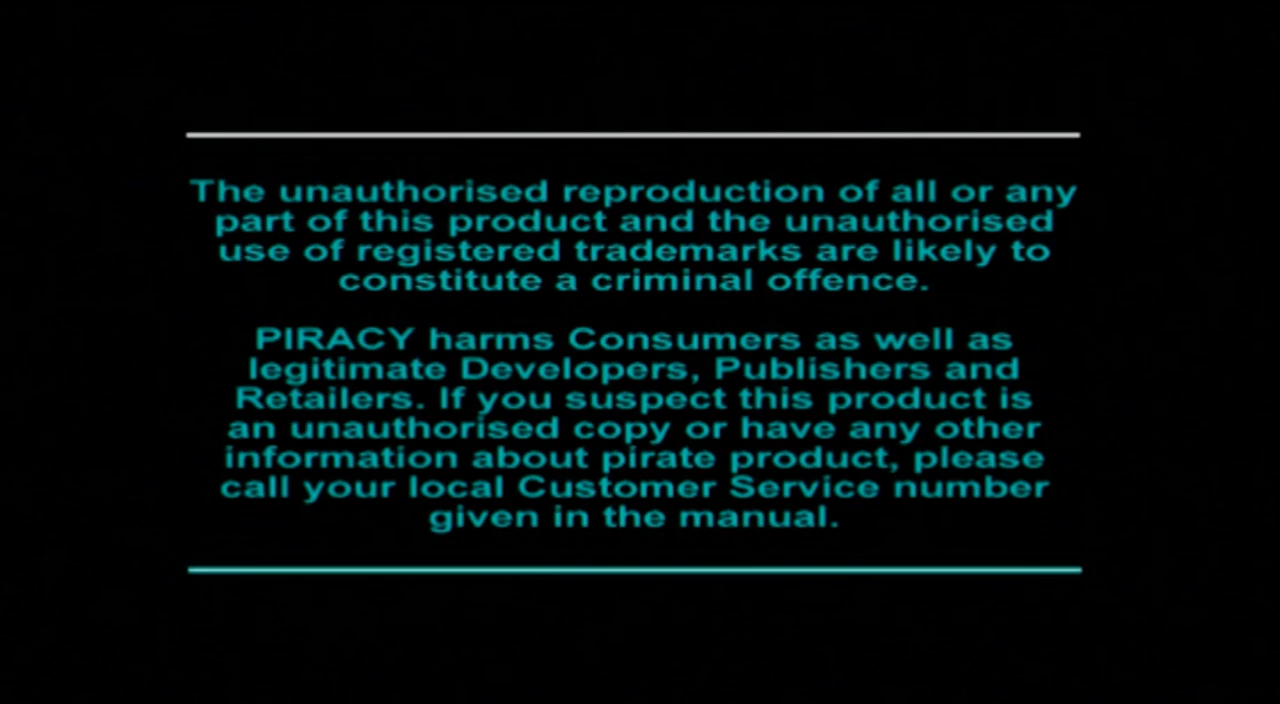 The unauthorised reproduction of all or any
part of this product and the unauthorised
use of registered trademarks are likely to
constitute a criminal offence.
PIRACY harms Consumers as well as
legitimate Developers, Publishers and
Retailers. If you suspect this product is
an unauthorised copy or have any other
information about pirate product, please
call your local Customer Service number
given in the manual.